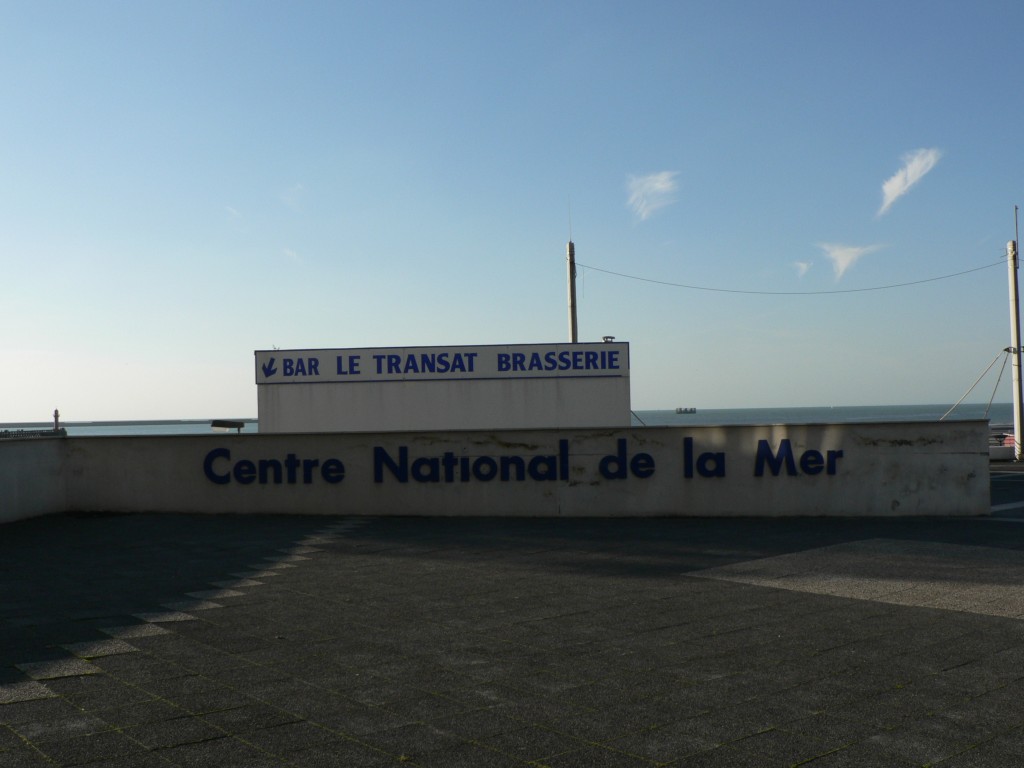 BAR LE TRANSAT BRASSERIE
Centre National de la Mer